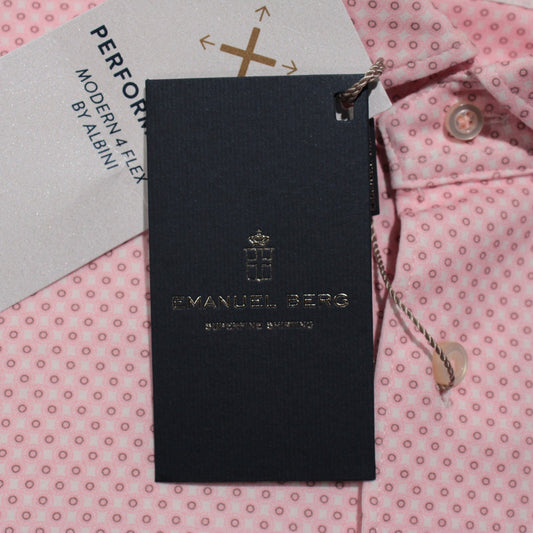 PERFORM
MODERN 4 FLEX
BY ALBINI
EMANUEL BERG
SUPERFINE SHIRTING